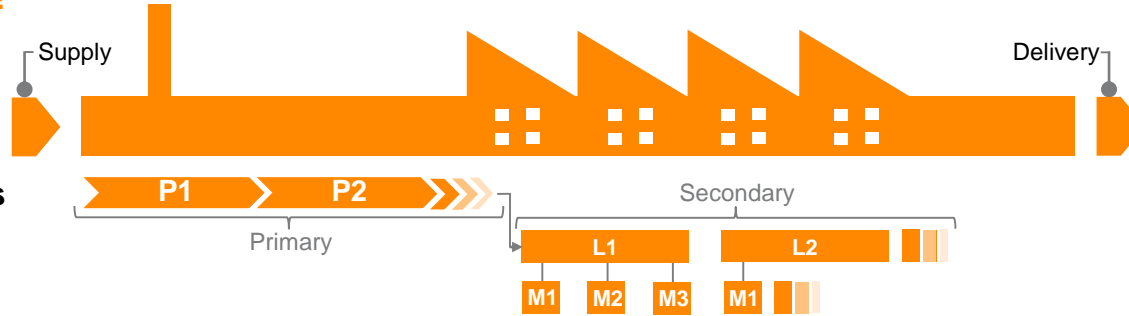 Supply
Delivery
P1 P2
Secondary
Primary
L1 L2
M1 M2 M3 M1